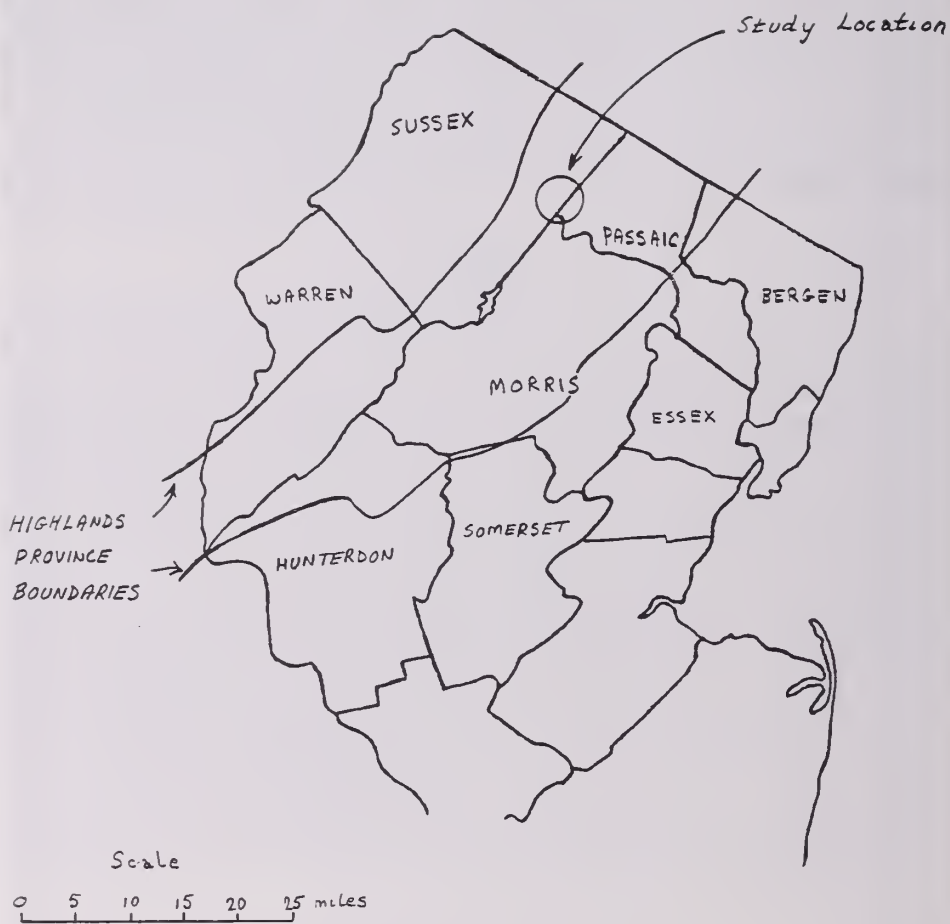 Study Location
SUSSEX
PASSAIC
WARREN
BERGEN
MORRIS
ESSEX
HIGHLANDS
PROVINCE
BOUNDARIES
SOMERSET
HUNTERDON
Scale
0 5 10 15 20 25 miles